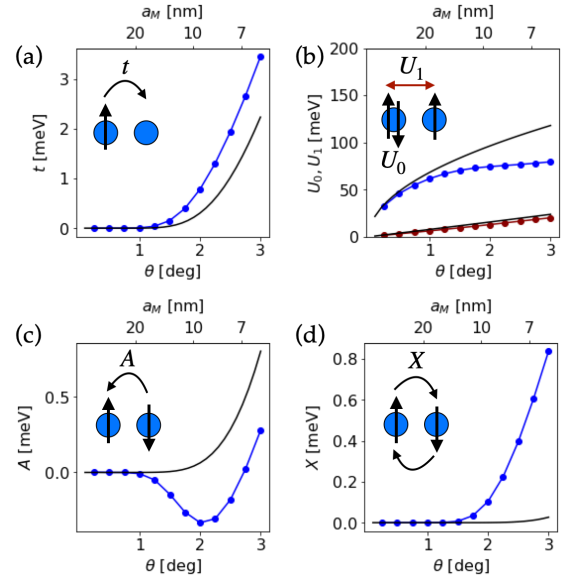 (a)
a_M [nm]
20 10 7
3
2
1
0
t [meV]
t
1 2 3
θ [deg]
(b)
a_M [nm]
20 10 7
200
150
100
50
0
U_0, U_1 [meV]
U_1
U_0
0 1 2 3
θ [deg]
(c)
a_M [nm]
20 10 7
0.5
0.0
A [meV]
A
1 2 3
θ [deg]
(d)
a_M [nm]
20 10 7
0.8
0.6
0.4
0.2
0.0
X [meV]
X
1 2 3
θ [deg]